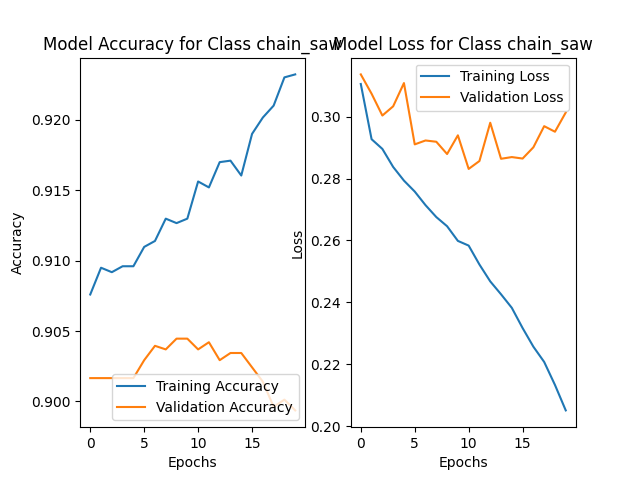 Model Accuracy for Class chain_saw
0.920
0.915
0.910
0.905
0.900
Accuracy
0 5 10 15
Epochs
Training Accuracy
Validation Accuracy
Model Loss for Class chain_saw
0.30
0.28
0.26
0.24
0.22
0.20
Loss
0 5 10 15
Epochs
Training Loss
Validation Loss